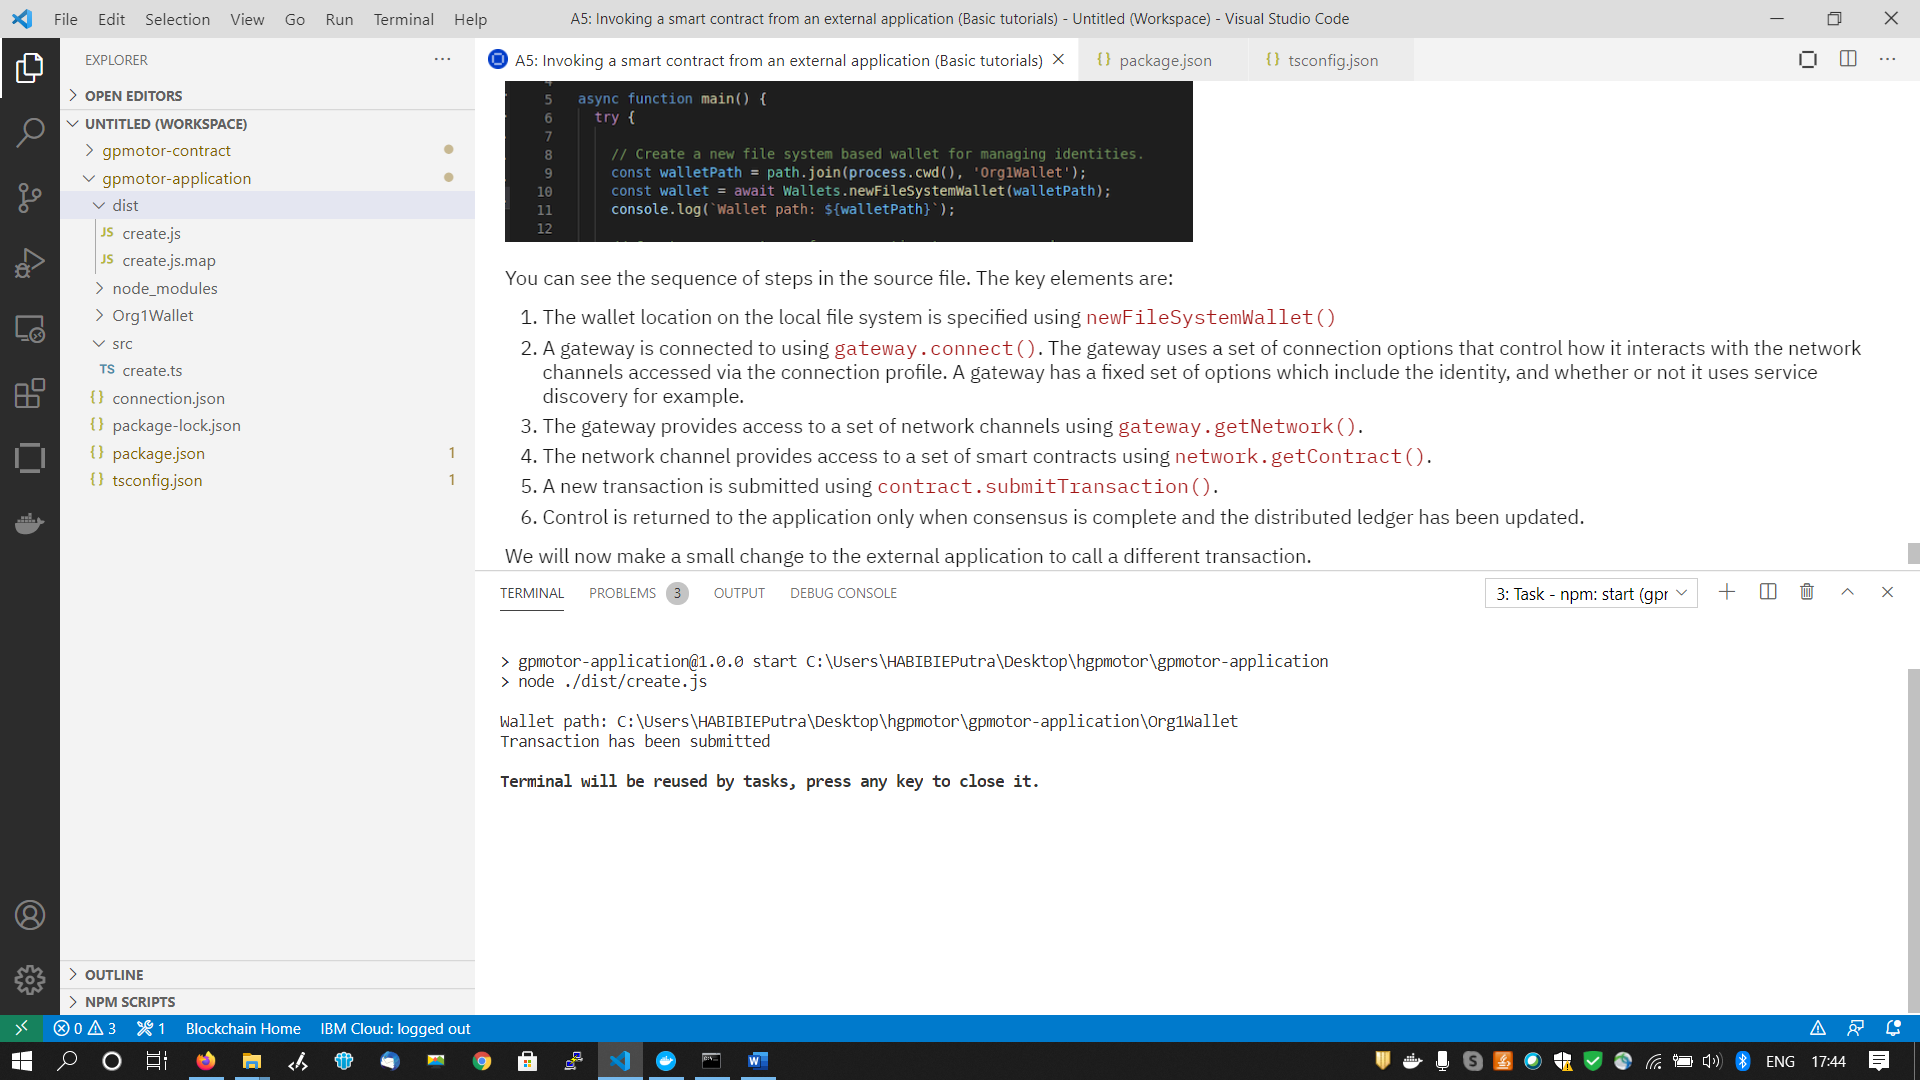 File Edit Selection View Go Run Terminal Help
A5: Invoking a smart contract from an external application (Basic tutorials) - Untitled (Workspace) - Visual Studio Code
EXPLORER
OPEN EDITORS
UNTITLED (WORKSPACE)
gpmotor-contract
gpmotor-application
dist
JS create.js
JS create.js.map
node_modules
Org1Wallet
src
TS create.ts
{} connection.json
{} package-lock.json
{} package.json 1
{} tsconfig.json 1
OUTLINE
NPM SCRIPTS
A5: Invoking a smart contract from an external application (Basic tutorials)
{} package.json
{} tsconfig.json
5 async function main() {
6 try {
7
8 // Create a new file system based wallet for managing identities.
9 const walletPath = path.join(process.cwd(), 'Org1Wallet');
10 const wallet = await Wallets.newFileSystemWallet(walletPath);
11 console.log(`Wallet path: ${walletPath}`);
12
You can see the sequence of steps in the source file. The key elements are:
1. The wallet location on the local file system is specified using newFileSystemWallet()
2. A gateway is connected to using gateway.connect(). The gateway uses a set of connection options that control how it interacts with the network
channels accessed via the connection profile. A gateway has a fixed set of options which include the identity, and whether or not it uses service
discovery for example.
3. The gateway provides access to a set of network channels using gateway.getNetwork().
4. The network channel provides access to a set of smart contracts using network.getContract().
5. A new transaction is submitted using contract.submitTransaction().
6. Control is returned to the application only when consensus is complete and the distributed ledger has been updated.
We will now make a small change to the external application to call a different transaction.
TERMINAL PROBLEMS 3 OUTPUT DEBUG CONSOLE
3: Task - npm: start (gpr
> gpmotor-application@1.0.0 start C:\Users\HABIBIEPutra\Desktop\hgpmotor\gpmotor-application
> node ./dist/create.js
Wallet path: C:\Users\HABIBIEPutra\Desktop\hgpmotor\gpmotor-application\Org1Wallet
Transaction has been submitted
Terminal will be reused by tasks, press any key to close it.
0 3 1 Blockchain Home IBM Cloud: logged out
ENG 17:44